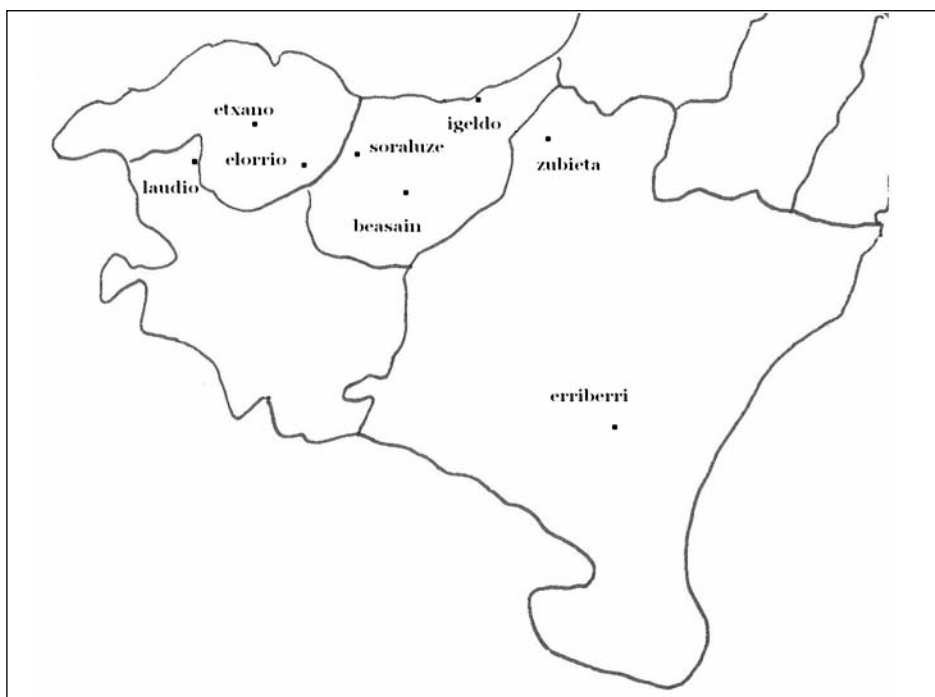 etxano
igeldo
soraluze
elorrio
zubieta
laudio
beasain
erriberri